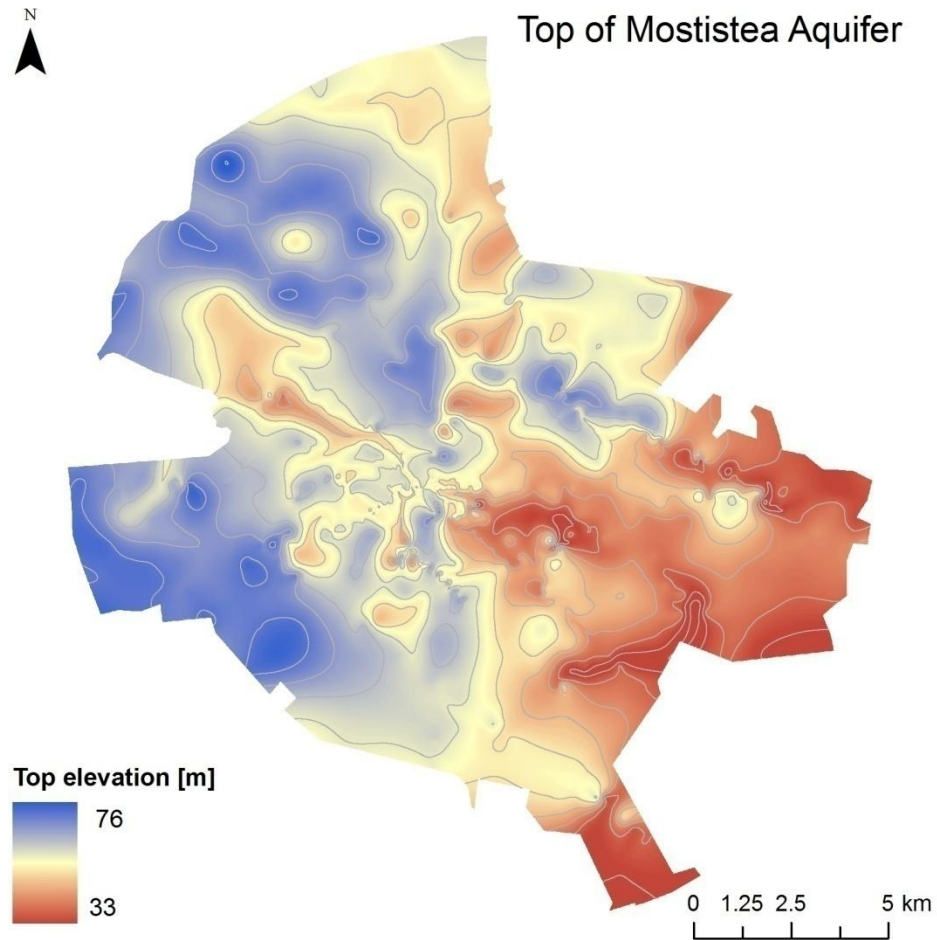 N
Top of Mostistea Aquifer
Top elevation [m]
76
33
0 1.25 2.5 5 km